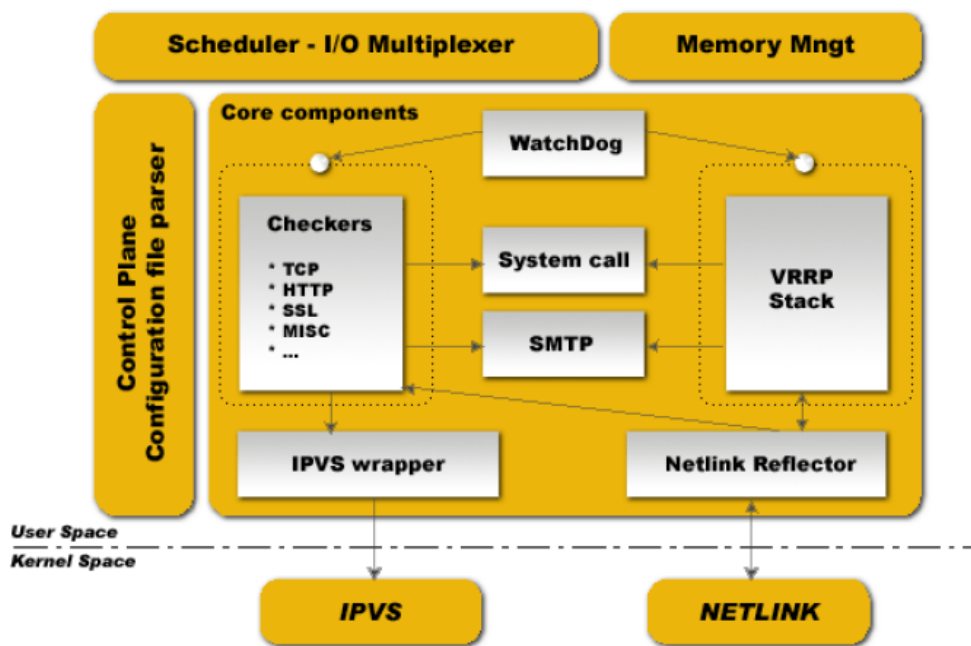 Scheduler - I/O Multiplexer
Memory Mngt
Control Plane
Configuration file parser
Core components
WatchDog
Checkers
* TCP
* HTTP
* SSL
* MISC
* ...
System call
SMTP
VRRP
Stack
IPVS wrapper
Netlink Reflector
User Space
Kernel Space
IPVS
NETLINK